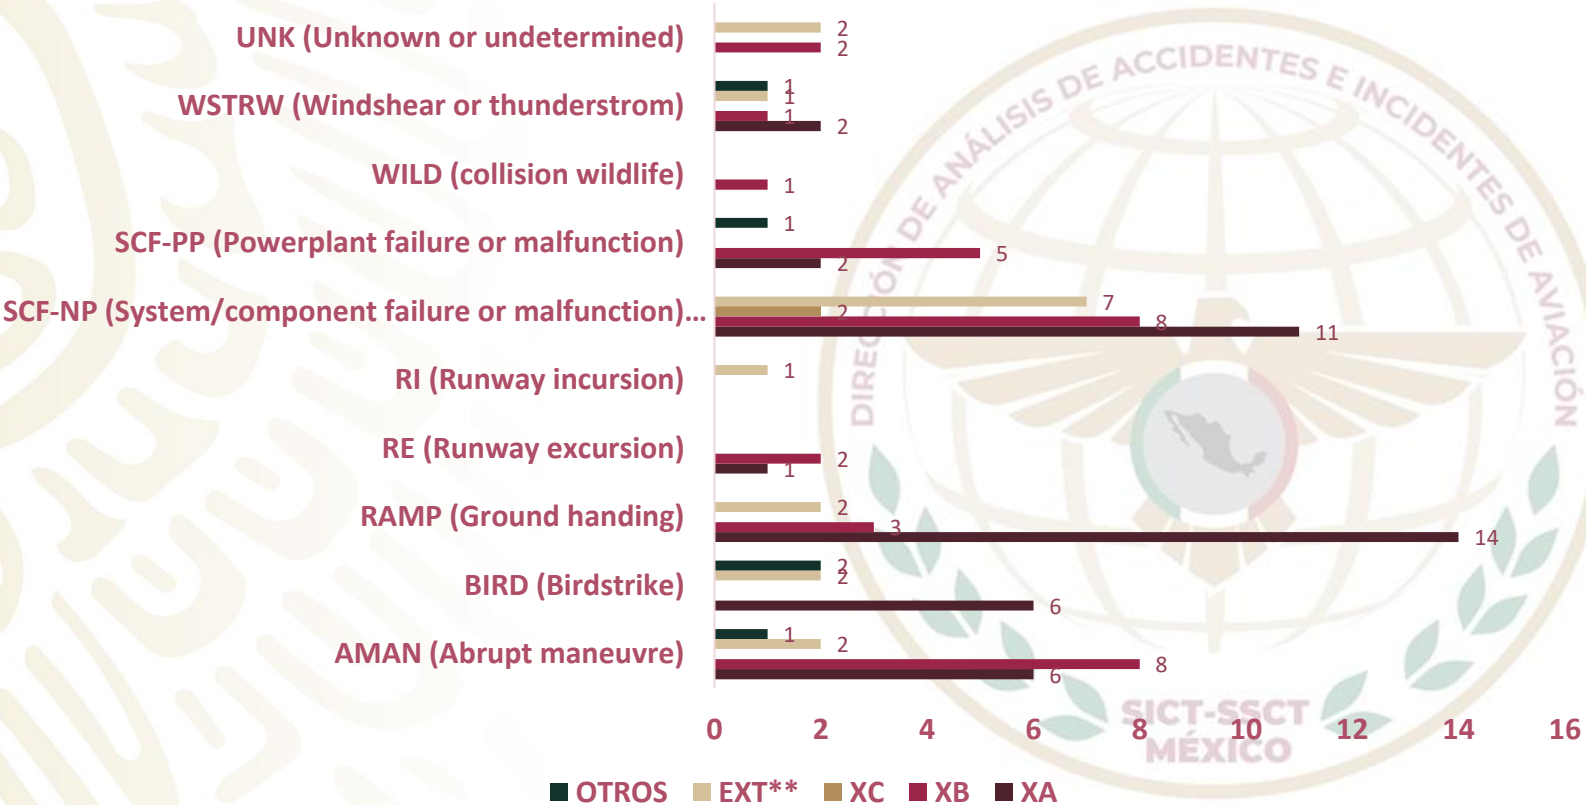 UNK (Unknown or undetermined)
2
2
WSTRW (Windshear or thunderstrom)
1
1
1
2
WILD (collision wildlife)
1
SCF-PP (Powerplant failure or malfunction)
1
5
2
SCF-NP (System/component failure or malfunction)...
7
2
8
11
RI (Runway incursion)
1
RE (Runway excursion)
2
1
RAMP (Ground handing)
2
3
14
BIRD (Birdstrike)
2
2
6
AMAN (Abrupt maneuvre)
1
2
8
6
0 2 4 6 8 10 12 14 16
OTROS EXT** XC XB XA
DIRECCIÓN DE ANÁLISIS DE ACCIDENTES E INCIDENTES DE AVIACIÓN
SICT-SSCT
MÉXICO